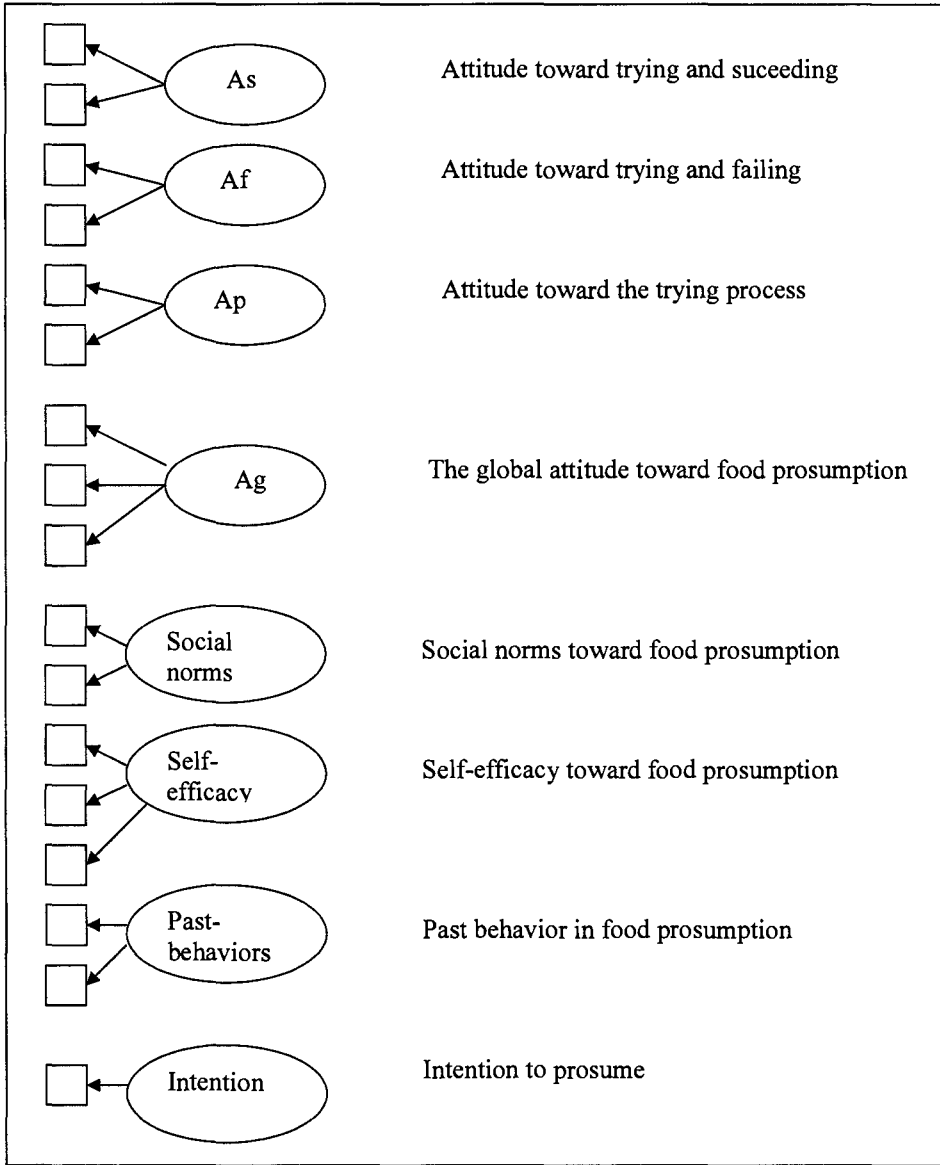 As
Attitude toward trying and suceeding
Af
Attitude toward trying and failing
Ap
Attitude toward the trying process
Ag
The global attitude toward food prosumption
Social
norms
Social norms toward food prosumption
Self-
efficacy
Self-efficacy toward food prosumption
Past-
behaviors
Past behavior in food prosumption
Intention
Intention to prosume